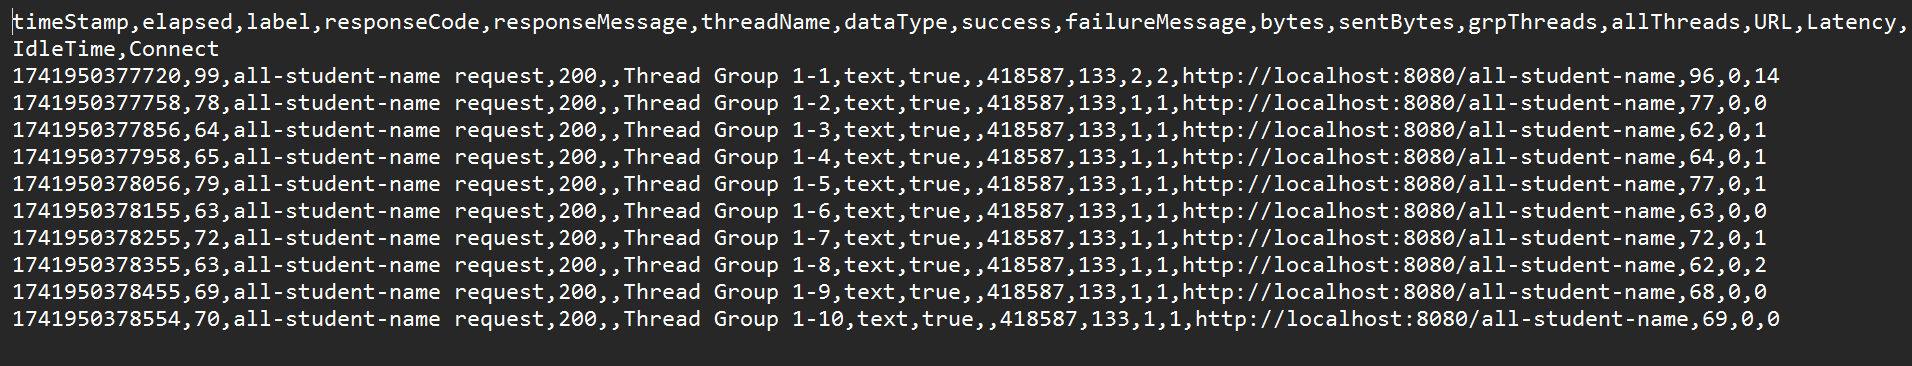 timeStamp,elapsed,label,responseCode,responseMessage,threadName,dataType,success,failureMessage,bytes,sentBytes,grpThreads,allThreads,URL,Latency,
IdleTime,Connect
1741950377720,99,all-student-name request,200,,Thread Group 1-1,text,true,,418587,133,2,2,http://localhost:8080/all-student-name,96,0,14
1741950377758,78,all-student-name request,200,,Thread Group 1-2,text,true,,418587,133,1,1,http://localhost:8080/all-student-name,77,0,0
1741950377856,64,all-student-name request,200,,Thread Group 1-3,text,true,,418587,133,1,1,http://localhost:8080/all-student-name,62,0,1
1741950377958,65,all-student-name request,200,,Thread Group 1-4,text,true,,418587,133,1,1,http://localhost:8080/all-student-name,64,0,1
1741950378056,79,all-student-name request,200,,Thread Group 1-5,text,true,,418587,133,1,1,http://localhost:8080/all-student-name,77,0,1
1741950378155,63,all-student-name request,200,,Thread Group 1-6,text,true,,418587,133,1,1,http://localhost:8080/all-student-name,63,0,0
1741950378255,72,all-student-name request,200,,Thread Group 1-7,text,true,,418587,133,1,1,http://localhost:8080/all-student-name,72,0,1
1741950378355,63,all-student-name request,200,,Thread Group 1-8,text,true,,418587,133,1,1,http://localhost:8080/all-student-name,62,0,2
1741950378455,69,all-student-name request,200,,Thread Group 1-9,text,true,,418587,133,1,1,http://localhost:8080/all-student-name,68,0,0
1741950378554,70,all-student-name request,200,,Thread Group 1-10,text,true,,418587,133,1,1,http://localhost:8080/all-student-name,69,0,0